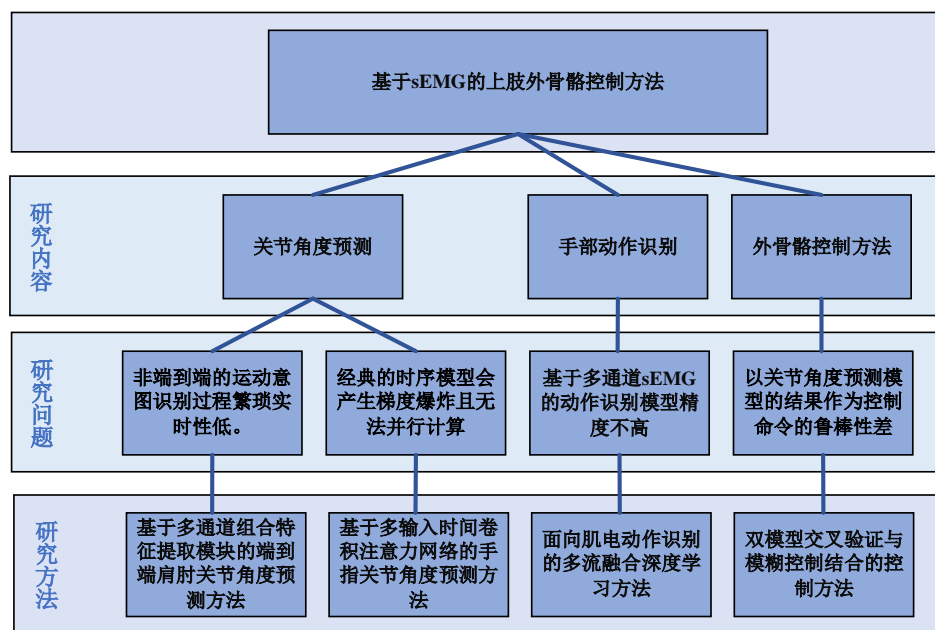 基于sEMG的上肢外骨骼控制方法
研究内容
关节角度预测
手部动作识别
外骨骼控制方法
研究问题
非端到端的运动意
图识别过程繁琐实
时性低。
经典的时序模型会
产生梯度爆炸且无
法并行计算
基于多通道sEMG
的动作识别模型精
度不高
以关节角度预测模
型的结果作为控制
命令的鲁棒性差
研究方法
基于多通道组合特
征提取模块的端到
端肩肘关节角度预
测方法
基于多输入时间卷
积注意力网络的手
指关节角度预测方
法
面向肌电动作识别
的多流融合深度学
习方法
双模型交叉验证与
模糊控制结合的控
制方法